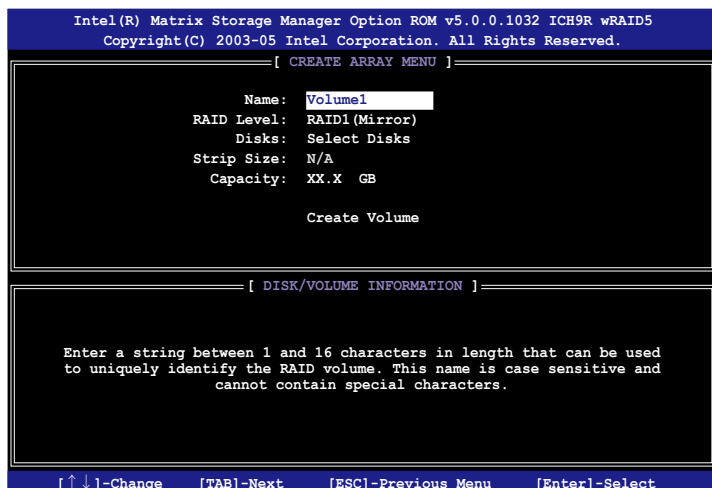 Intel(R) Matrix Storage Manager Option ROM v5.0.0.1032 ICH9R wRAID5
Copyright(C) 2003-05 Intel Corporation. All Rights Reserved.
[ CREATE ARRAY MENU ]
Name: Volume1
RAID Level: RAID1(Mirror)
Disks: Select Disks
Strip Size: N/A
Capacity: XX.X GB
Create Volume
[ DISK/VOLUME INFORMATION ]
Enter a string between 1 and 16 characters in length that can be used
to uniquely identify the RAID volume. This name is case sensitive and
cannot contain special characters.
[↑↓]-Change [TAB]-Next [ESC]-Previous Menu [Enter]-Select